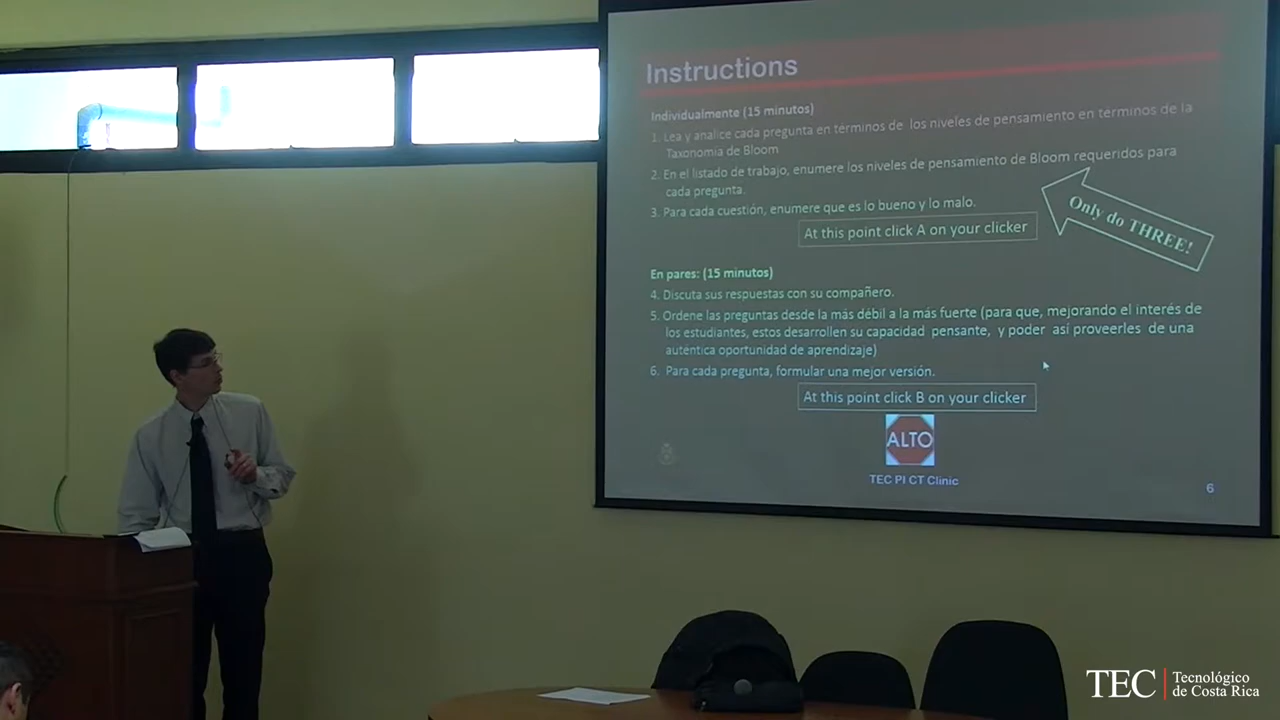 Instructions
Individualmente (15 minutos)
1. Lea y analice cada pregunta en términos de los niveles de pensamiento en términos de la
Taxonomía de Bloom
2. En el listado de trabajo, enumere los niveles de pensamiento de Bloom requeridos para
cada pregunta.
3. Para cada cuestión, enumere que es lo bueno y lo malo.
Only do THREE!
At this point click A on your clicker
En pares: (15 minutos)
4. Discuta sus respuestas con su compañero.
5. Ordene las preguntas desde la más débil a la más fuerte (para que, mejorando el interés de
los estudiantes, estos desarrollen su capacidad pensante, y poder así proveerles de una
auténtica oportunidad de aprendizaje)
6. Para cada pregunta, formular una mejor versión.
At this point click B on your clicker
ALTO
TEC PI CT Clinic
6
TEC | Tecnológico
de Costa Rica